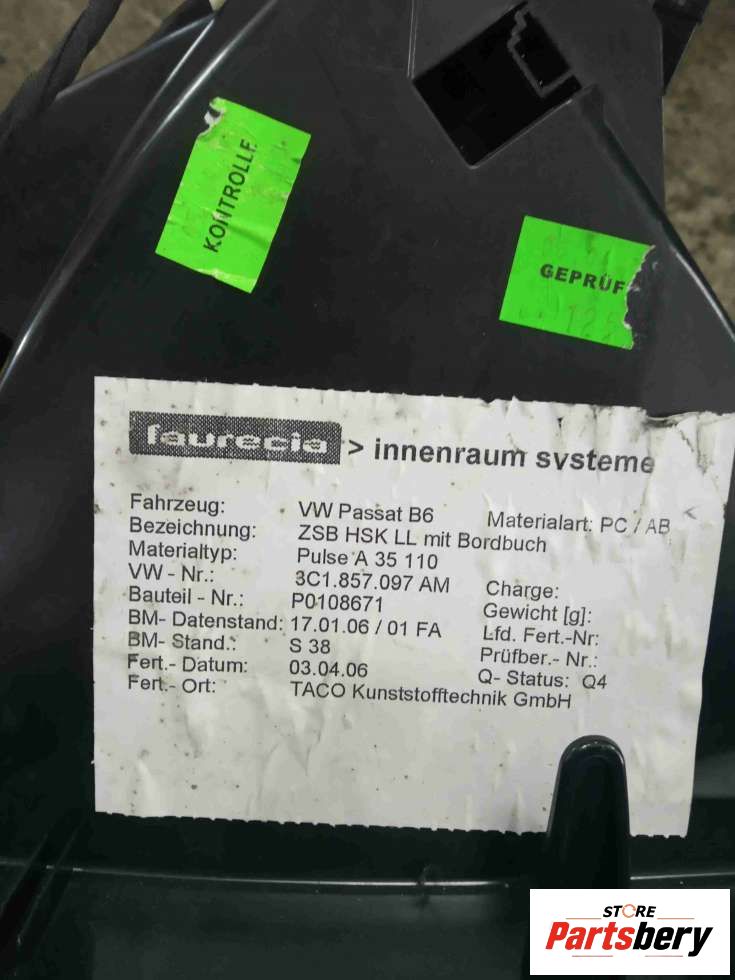 KONTROLLE
GEPRÜF
faurecia > innenraum systeme
Fahrzeug: VW Passat B6 Materialart: PC / AB
Bezeichnung: ZSB HSK LL mit Bordbuch
Materialtyp: Pulse A 35 110
VW - Nr.: 3C1.857.097 AM Charge:
Bauteil - Nr.: P0108671 Gewicht [g]:
BM- Datenstand: 17.01.06 / 01 FA Lfd. Fert.-Nr:
BM- Stand.: S 38 Prüfber.- Nr.:
Fert.- Datum: 03.04.06 Q- Status: Q4
Fert.- Ort: TACO Kunststofftechnik GmbH
STORE
Partsbery